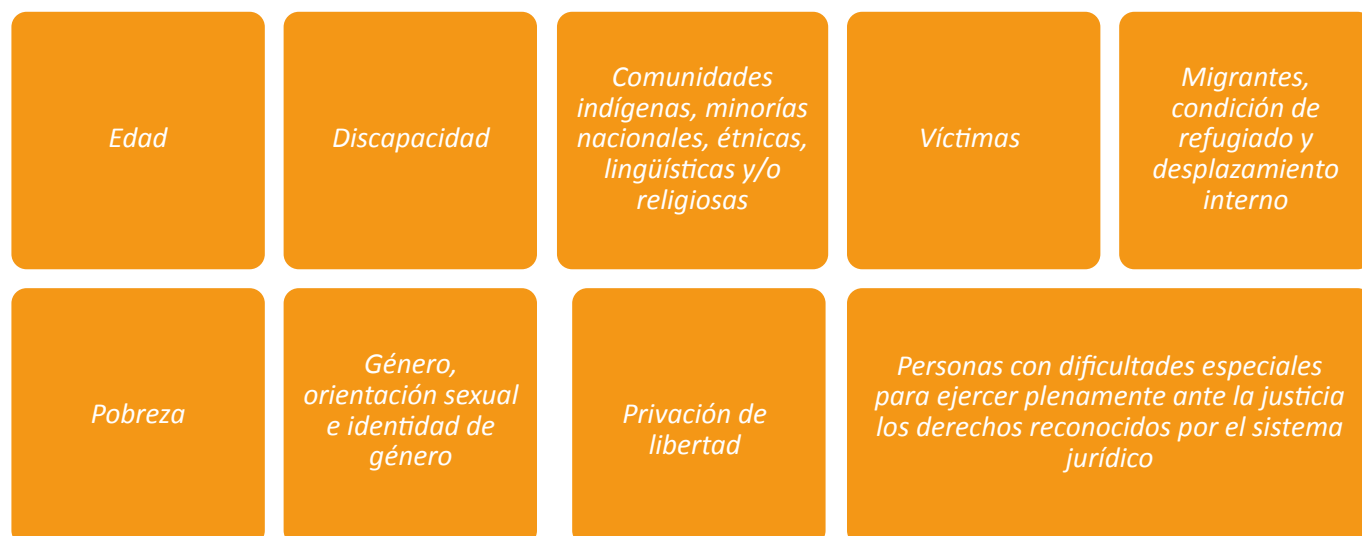 Edad
Discapacidad
Comunidades
indígenas, minorías
nacionales, étnicas,
lingüísticas y/o
religiosas
Víctimas
Migrantes,
condición de
refugiado y
desplazamiento
interno
Pobreza
Género,
orientación sexual
e identidad de
género
Privación de
libertad
Personas con dificultades especiales
para ejercer plenamente ante la justicia
los derechos reconocidos por el sistema
jurídico